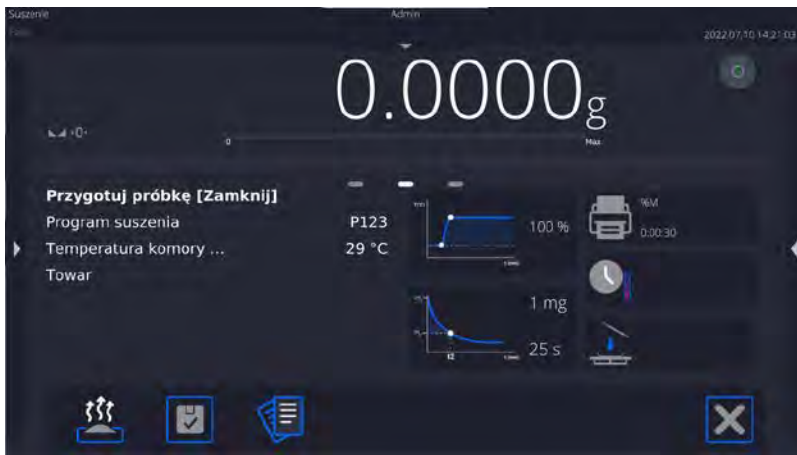 Suszenie
Admin
2022.07.10 14:21:03
0.0000g
0
Max
Przygotuj próbkę [Zamknij]
Program suszenia P123
Temperatura komory ... 29 °C
Towar
100 %
%M
0:00:30
1 mg
25 s
t2